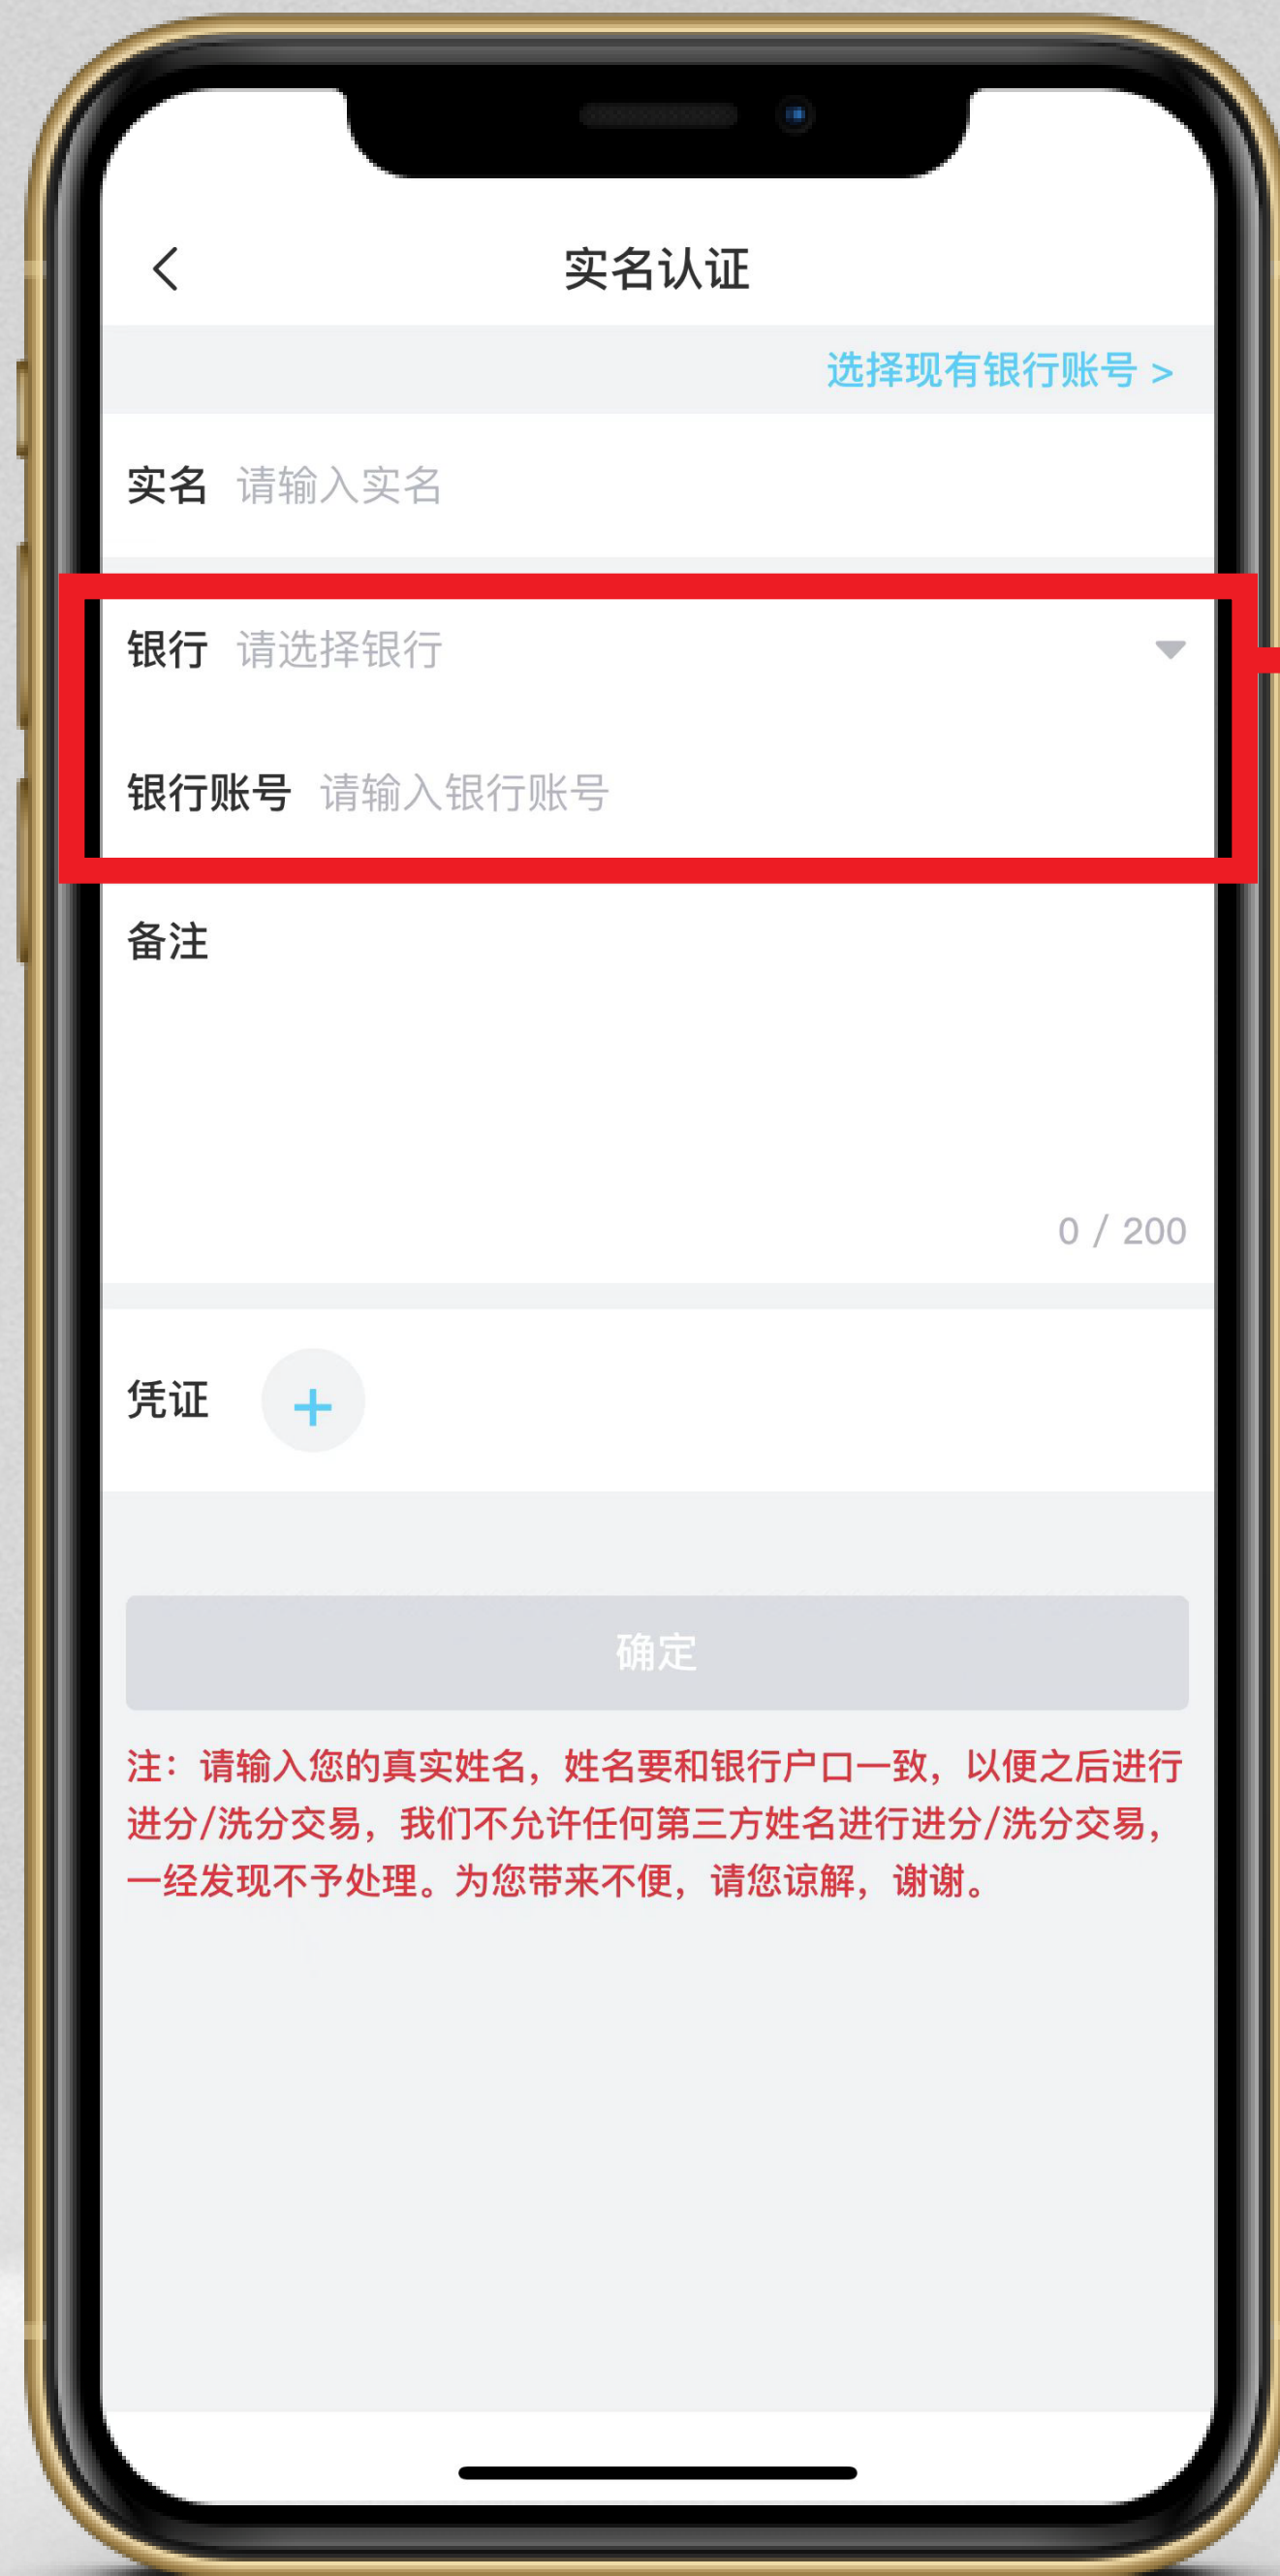 实名认证
选择现有银行账号 >
实名 请输入实名
银行 请选择银行
银行账号 请输入银行账号
备注
0 / 200
凭证 +
确定
注：请输入您的真实姓名，姓名要和银行户口一致，以便之后进行
进分/洗分交易，我们不允许任何第三方姓名进行进分/洗分交易，
一经发现不予处理。为您带来不便，请您谅解，谢谢。